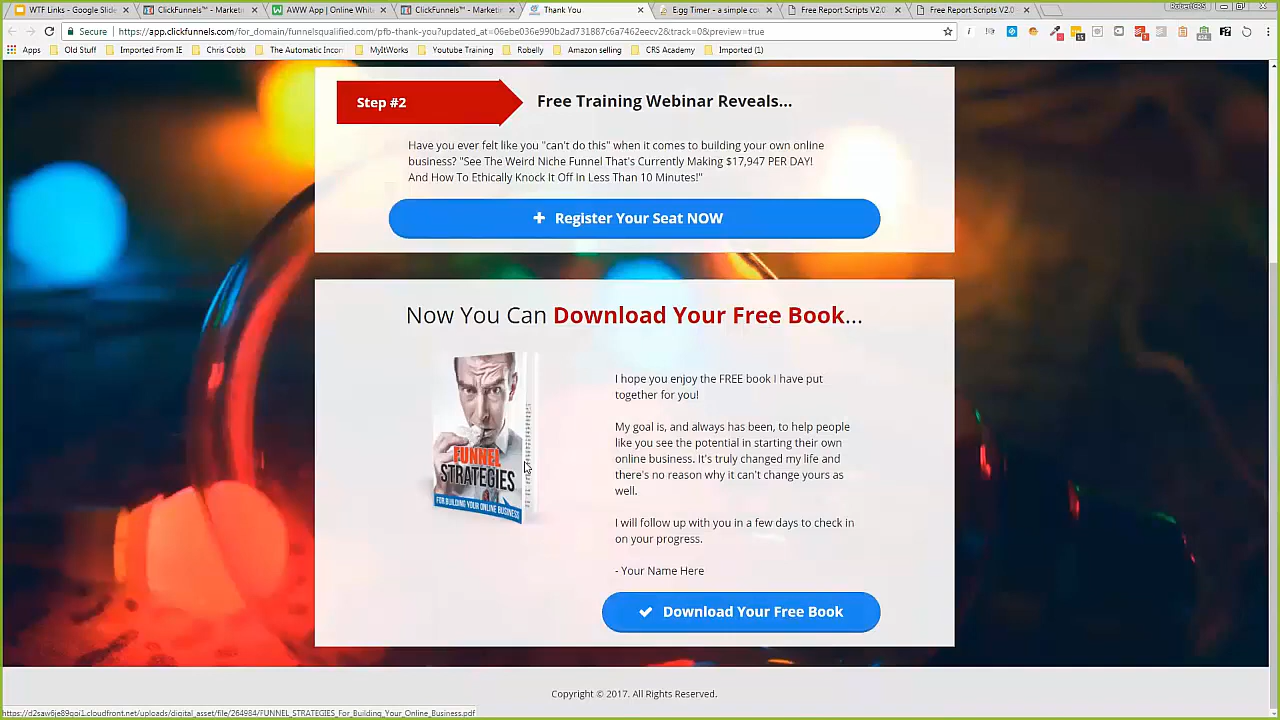 RobertCRS
WTF Links - Google Slide
ClickFunnels™ - Marketi
AWW App | Online Whit
ClickFunnels™ - Marketi
Thank You
Egg Timer - a simple co
Free Report Scripts V2.0
Free Report Scripts V2.0
Secure
https://app.clickfunnels.com/for_domain/funnelsqualified.com/pfb-thank-you?updated_at=06ebe036e990b2ad731887c6a7462eecv2&track=0&preview=true
Apps
Old Stuff
Imported From IE
Chris Cobb
The Automatic Incon
MyItWorks
Youtube Training
Robelly
Amazon selling
CRS Academy
Imported (1)
Step #2
Free Training Webinar Reveals...
Have you ever felt like you "can't do this" when it comes to building your own online
business? "See The Weird Niche Funnel That's Currently Making $17,947 PER DAY!
And How To Ethically Knock It Off in Less Than 10 Minutes!"
Register Your Seat NOW
Now You Can Download Your Free Book...
FUNNEL
STRATEGIES
FOR BUILDING YOUR ONLINE BUSINESS
I hope you enjoy the FREE book I have put
together for you!
My goal is, and always has been, to help people
like you see the potential in starting their own
online business. It's truly changed my life and
there's no reason why it can't change yours as
well.
I will follow up with you in a few days to check in
on your progress.
- Your Name Here
Download Your Free Book
Copyright © 2017. All Rights Reserved.
https://d2saw6je89goi1.cloudfront.net/uploads/digital_asset/file/264984/FUNNEL_STRATEGIES_For_Building_Your_Online_Business.pdf